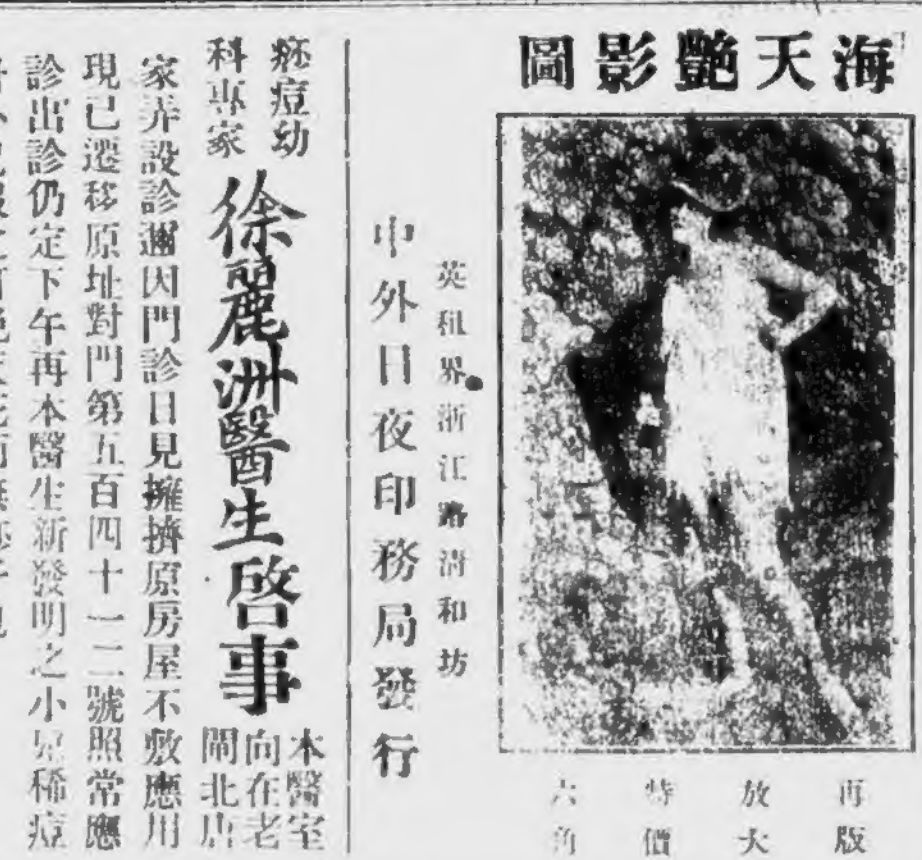 海天艷影圖
再版
放大
特價
六角
英租界浙江路清和坊
中外日夜印務局發行
痧痘幼
科專家
徐麗洲醫生啓事
本醫室
向在老
閘北唐
家弄設診邇因門診日見擁擠原房屋不敷應用
現已遷移原址對門第五百四十一二號照常應
診出診仍定下午再本醫生新發明之小兒稀痘